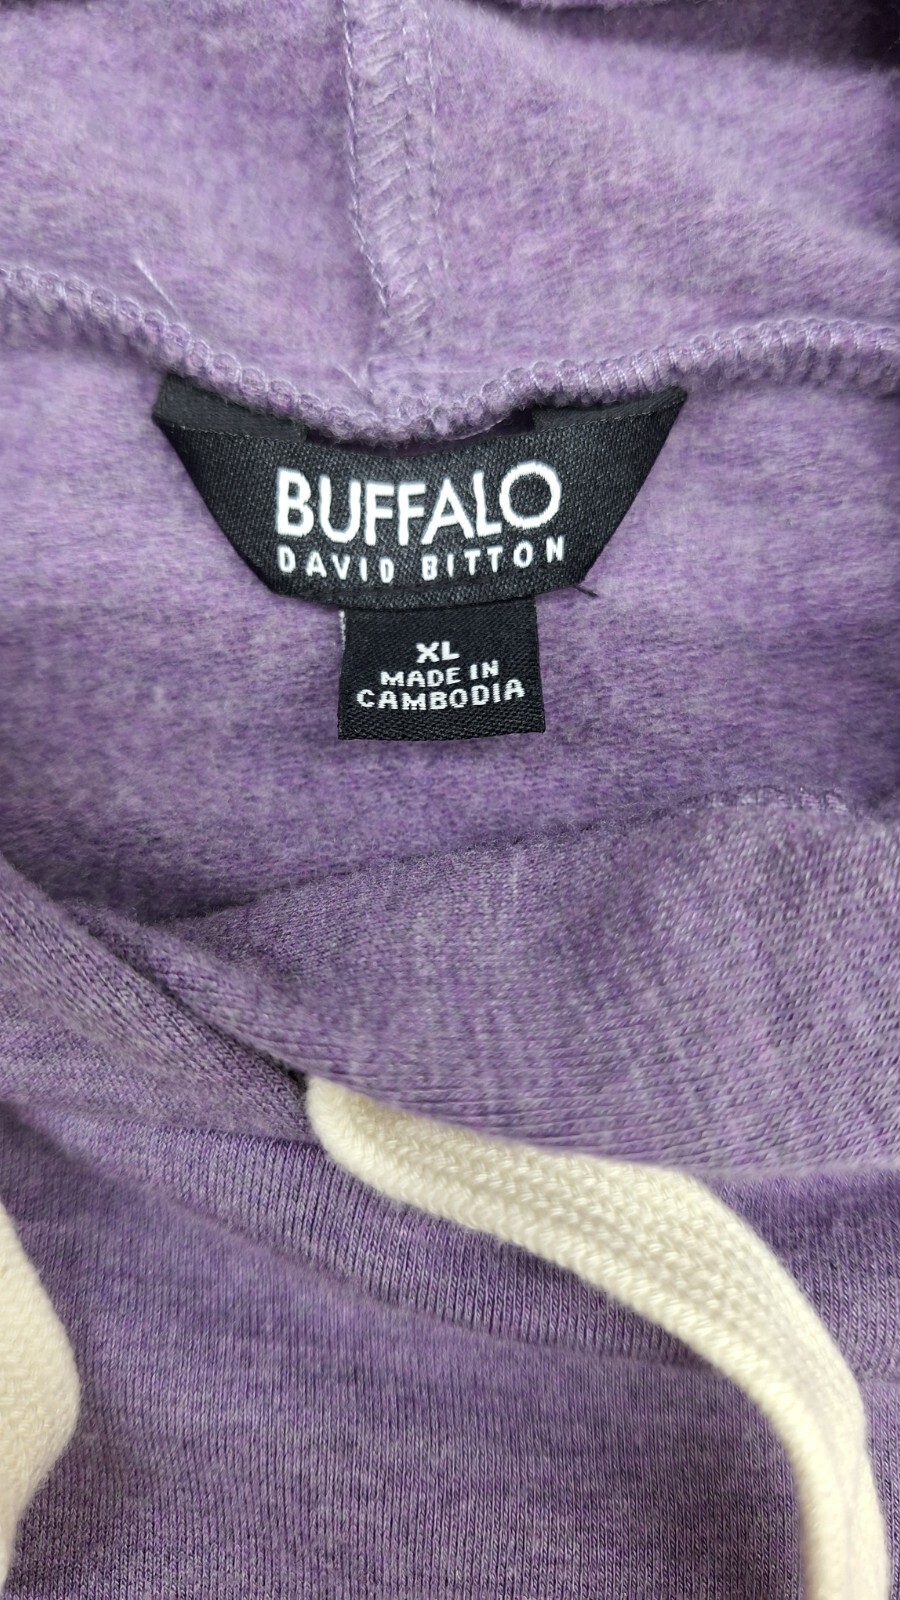 BUFFALO
DAVID BITTON
XL
MADE IN
CAMBODIA